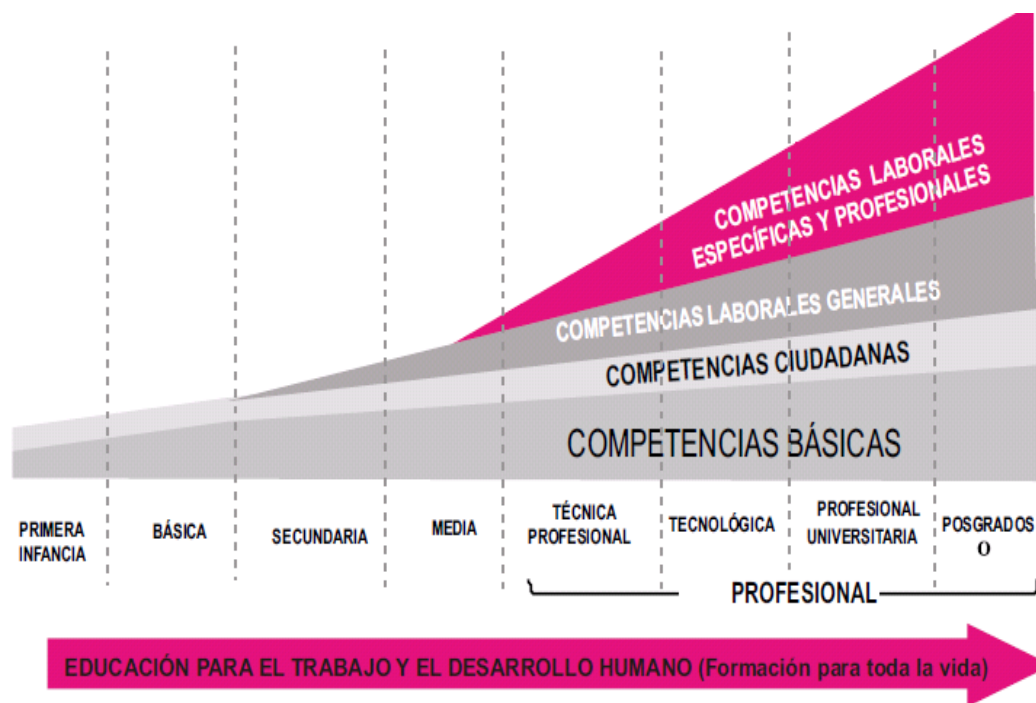 COMPETENCIAS LABORALES
ESPECÍFICAS Y PROFESIONALES
COMPETENCIAS LABORALES GENERALES
COMPETENCIAS CIUDADANAS
COMPETENCIAS BÁSICAS
PRIMERA
INFANCIA
BÁSICA
SECUNDARIA
MEDIA
TÉCNICA
PROFESIONAL
TECNOLÓGICA
PROFESIONAL
UNIVERSITARIA
POSGRADOS
O
PROFESIONAL
EDUCACIÓN PARA EL TRABAJO Y EL DESARROLLO HUMANO (Formación para toda la vida)